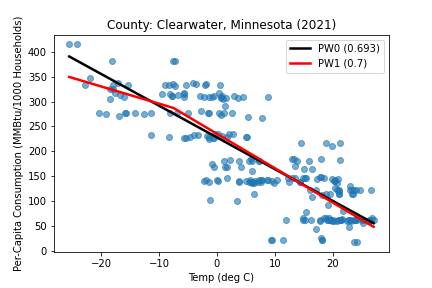 County: Clearwater, Minnesota (2021)
PW0 (0.693)
PW1 (0.7)
Per-Capita Consumption (MMBtu/1000 Households)
400
350
300
250
200
150
100
50
0
−20
−10
0
10
20
Temp (deg C)